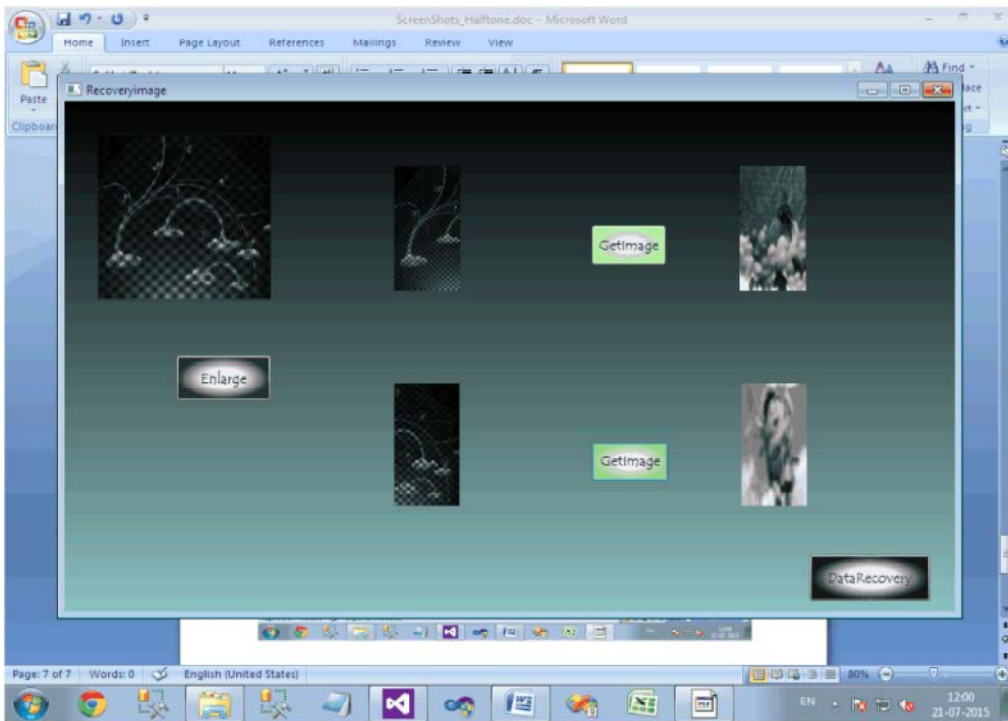 ScreenShots_Halftone.doc - Microsoft Word
Home Insert Page Layout References Mailings Review View
Find
Paste
Recoveryimage
GetImage
Enlarge
GetImage
DataRecovery
Page: 7 of 7 Words: 0 English (United States) 80%
EN 12:00
21-07-2015